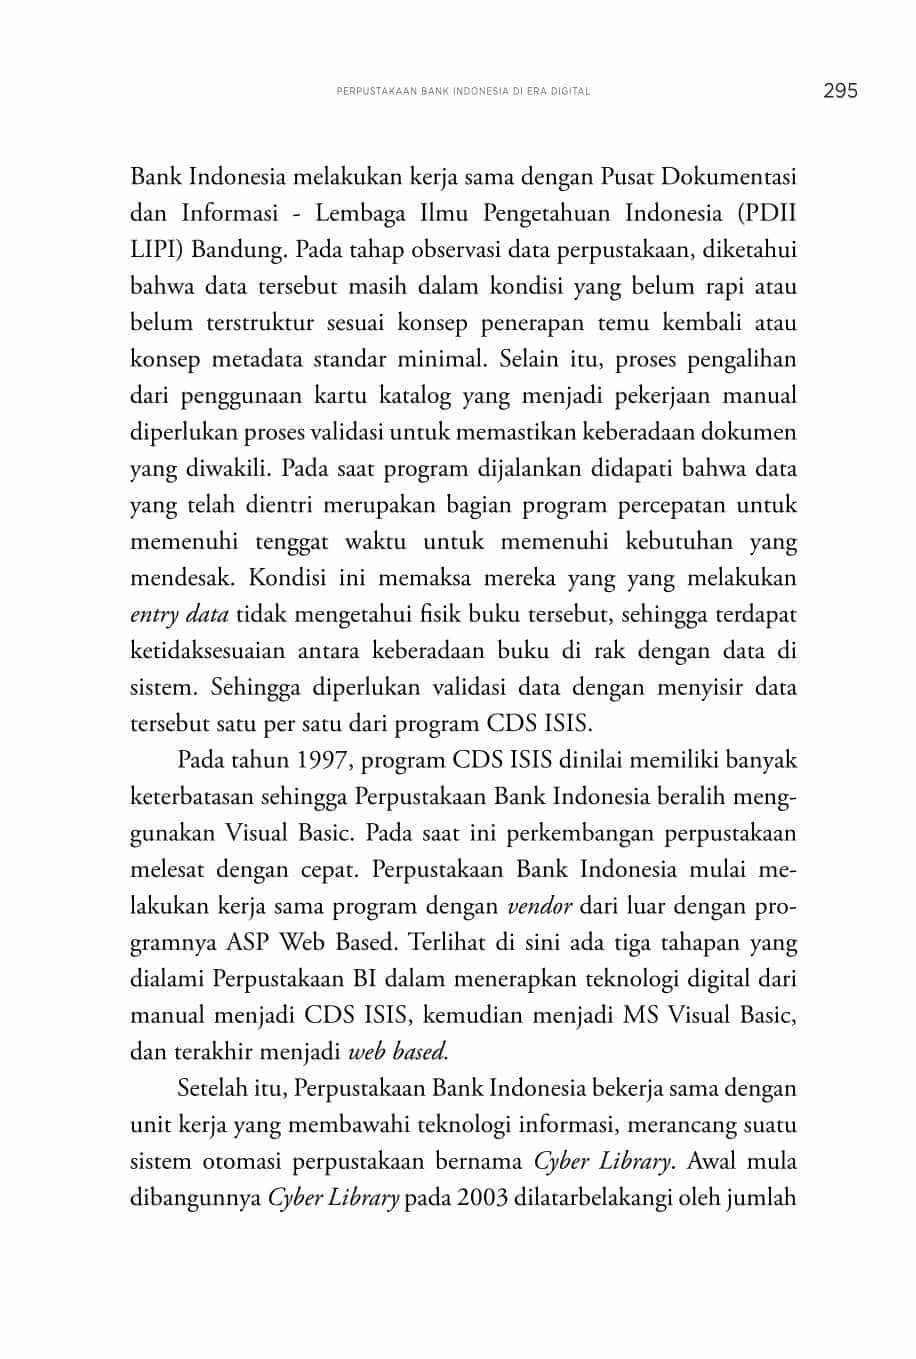 PERPUSTAKAAN BANK INDONESIA DI ERA DIGITAL 295
Bank Indonesia melakukan kerja sama dengan Pusat Dokumentasi
dan Informasi - Lembaga Ilmu Pengetahuan Indonesia (PDII
LIPI) Bandung. Pada tahap observasi data perpustakaan, diketahui
bahwa data tersebut masih dalam kondisi yang belum rapi atau
belum terstruktur sesuai konsep penerapan temu kembali atau
konsep metadata standar minimal. Selain itu, proses pengalihan
dari penggunaan kartu katalog yang menjadi pekerjaan manual
diperlukan proses validasi untuk memastikan keberadaan dokumen
yang diwakili. Pada saat program dijalankan didapati bahwa data
yang telah dientri merupakan bagian program percepatan untuk
memenuhi tenggat waktu untuk memenuhi kebutuhan yang
mendesak. Kondisi ini memaksa mereka yang yang melakukan
entry data tidak mengetahui fisik buku tersebut, sehingga terdapat
ketidaksesuaian antara keberadaan buku di rak dengan data di
sistem. Sehingga diperlukan validasi data dengan menyisir data
tersebut satu per satu dari program CDS ISIS.
Pada tahun 1997, program CDS ISIS dinilai memiliki banyak
keterbatasan sehingga Perpustakaan Bank Indonesia beralih meng-
gunakan Visual Basic. Pada saat ini perkembangan perpustakaan
melesat dengan cepat. Perpustakaan Bank Indonesia mulai me-
lakukan kerja sama program dengan vendor dari luar dengan pro-
gramnya ASP Web Based. Terlihat di sini ada tiga tahapan yang
dialami Perpustakaan BI dalam menerapkan teknologi digital dari
manual menjadi CDS ISIS, kemudian menjadi MS Visual Basic,
dan terakhir menjadi web based.
Setelah itu, Perpustakaan Bank Indonesia bekerja sama dengan
unit kerja yang membawahi teknologi informasi, merancang suatu
sistem otomasi perpustakaan bernama Cyber Library. Awal mula
dibangunnya Cyber Library pada 2003 dilatarbelakangi oleh jumlah